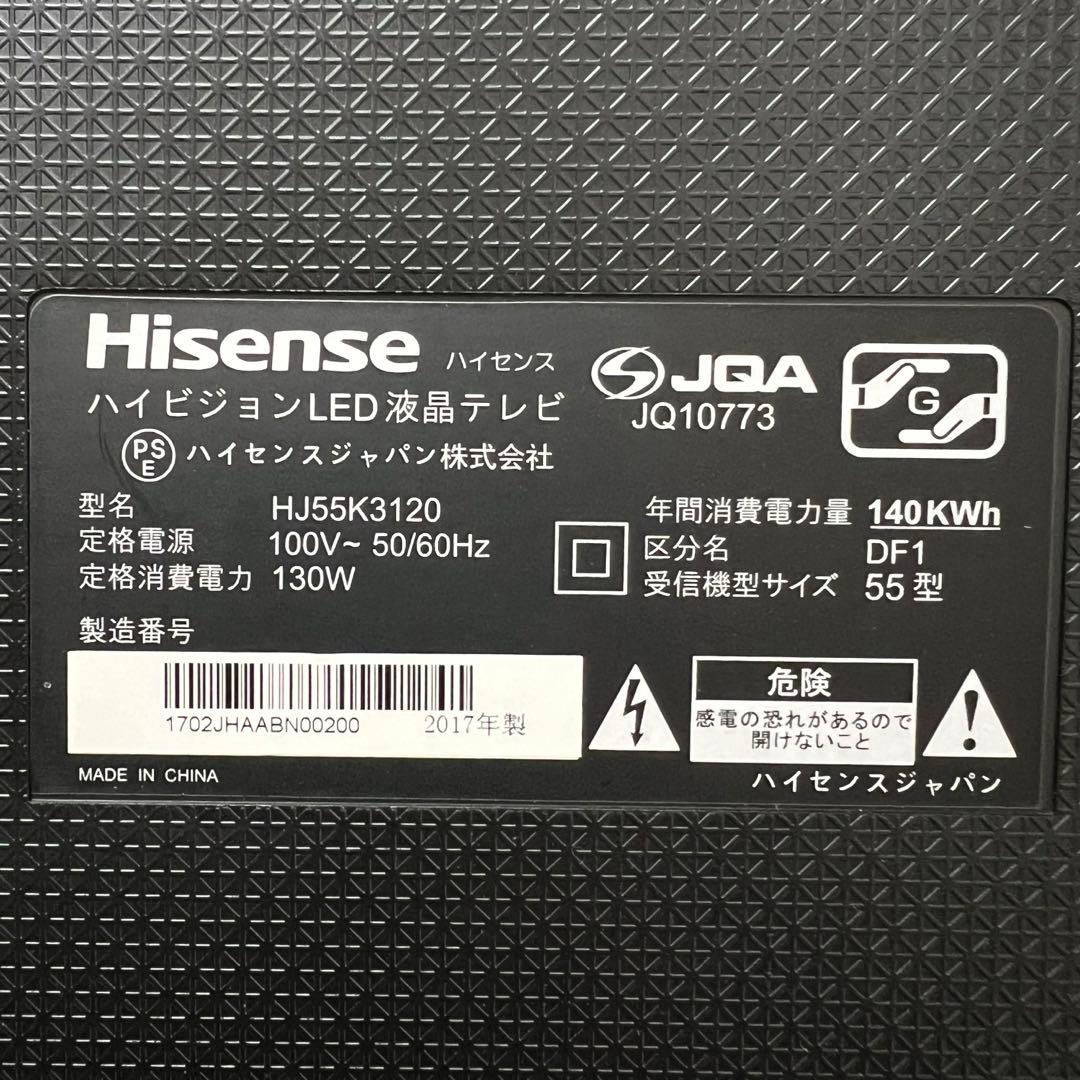 Hisense ハイセンス
ハイビジョンLED液晶テレビ
PSE ハイセンスジャパン株式会社
JQA
JQ10773
G
型名 HJ55K3120
定格電源 100V~ 50/60Hz
定格消費電力 130W
年間消費電力量 140KWh
区分名 DF1
受信機型サイズ 55型
製造番号
1702JHAABN00200 2017年製
MADE IN CHINA
危険
感電の恐れがあるので
開けないこと
!
ハイセンスジャパン